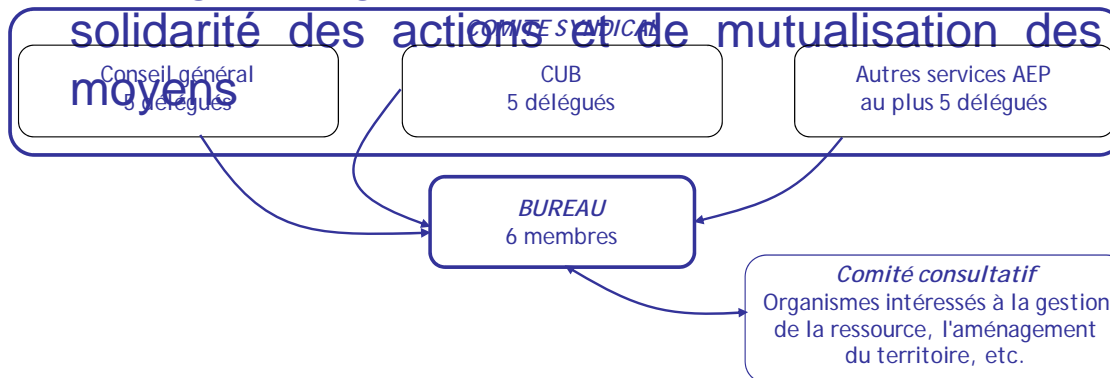 solidarité des actions et de mutualisation des
moyens
COMITE SYNDICAL
Conseil général
5 délégués
CUB
5 délégués
Autres services AEP
au plus 5 délégués
BUREAU
6 membres
Comité consultatif
Organismes intéressés à la gestion
de la ressource, l'aménagement
du territoire, etc.